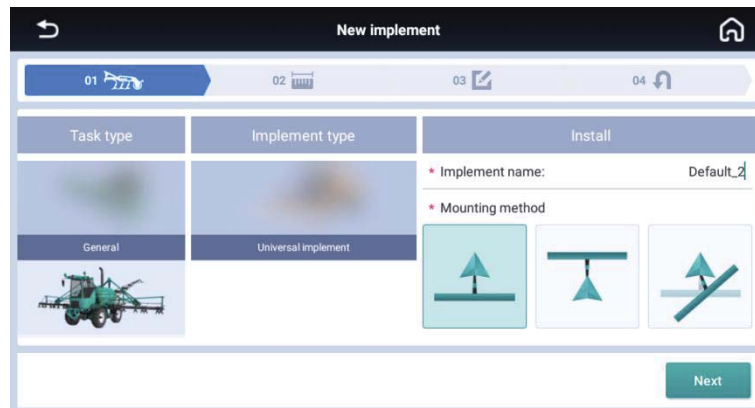 New implement
01
02
03
04
Task type
Implement type
Install
General
Universal implement
* Implement name: Default_2
* Mounting method
Next